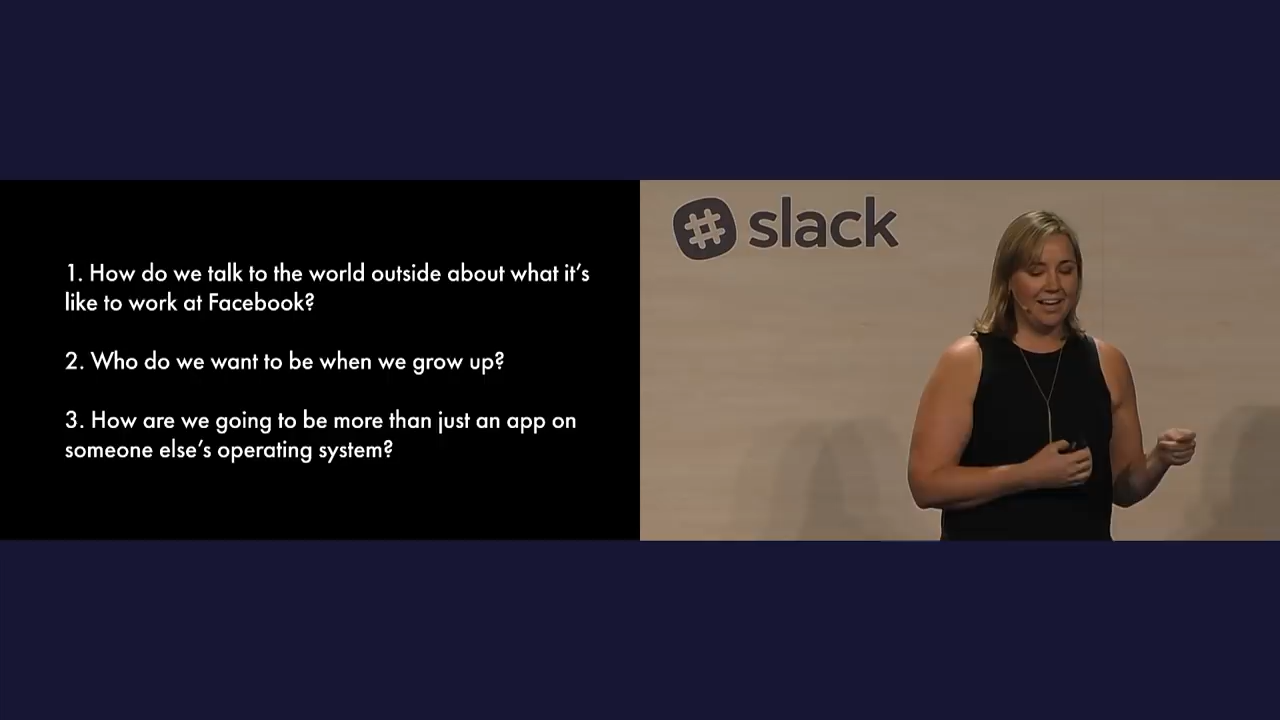 1. How do we talk to the world outside about what it’s
like to work at Facebook?
2. Who do we want to be when we grow up?
3. How are we going to be more than just an app on
someone else’s operating system?
slack